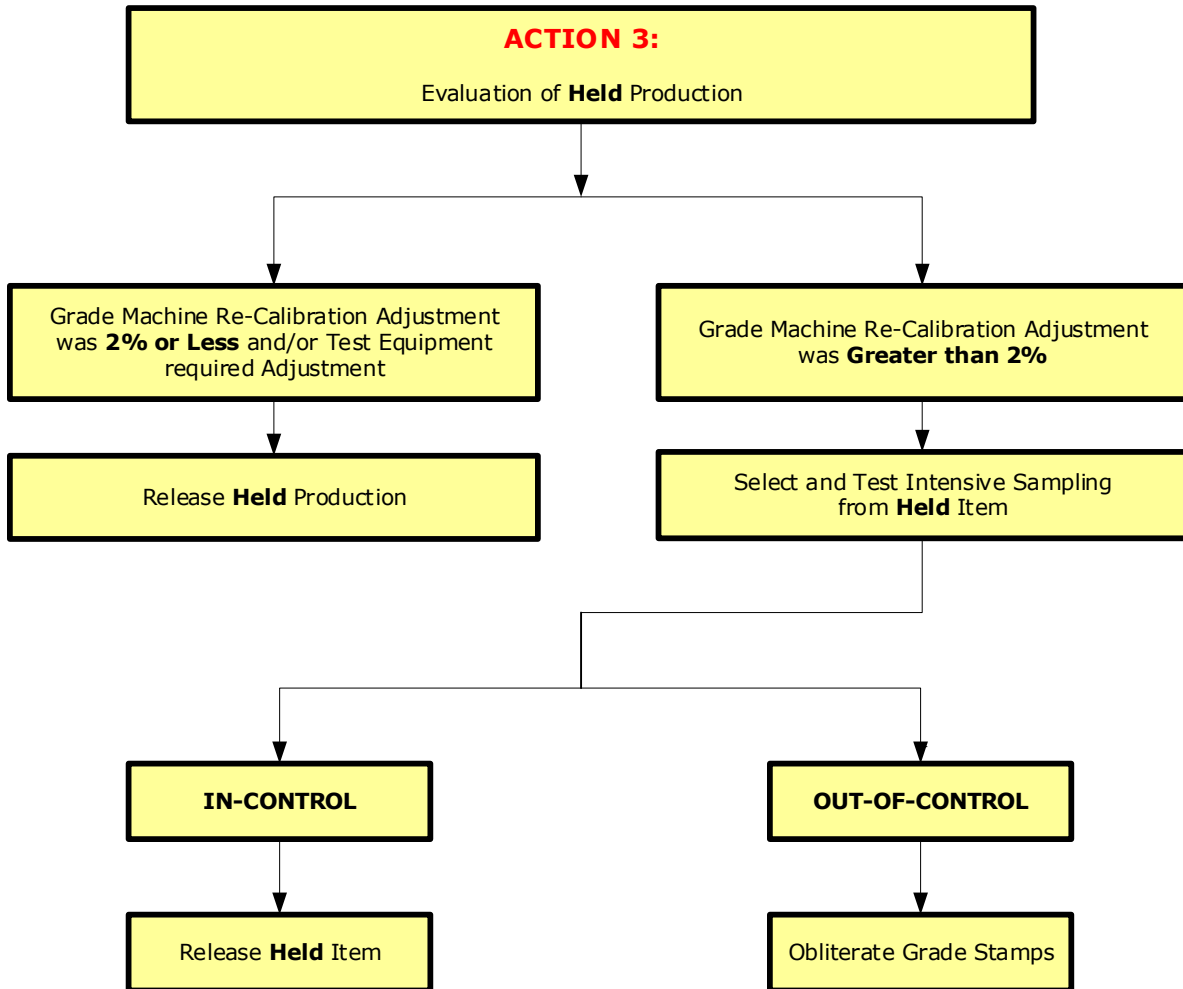 ACTION 3:
Evaluation of Held Production
Grade Machine Re-Calibration Adjustment
was 2% or Less and/or Test Equipment
required Adjustment
Grade Machine Re-Calibration Adjustment
was Greater than 2%
Release Held Production
Select and Test Intensive Sampling
from Held Item
IN-CONTROL
OUT-OF-CONTROL
Release Held Item
Obliterate Grade Stamps